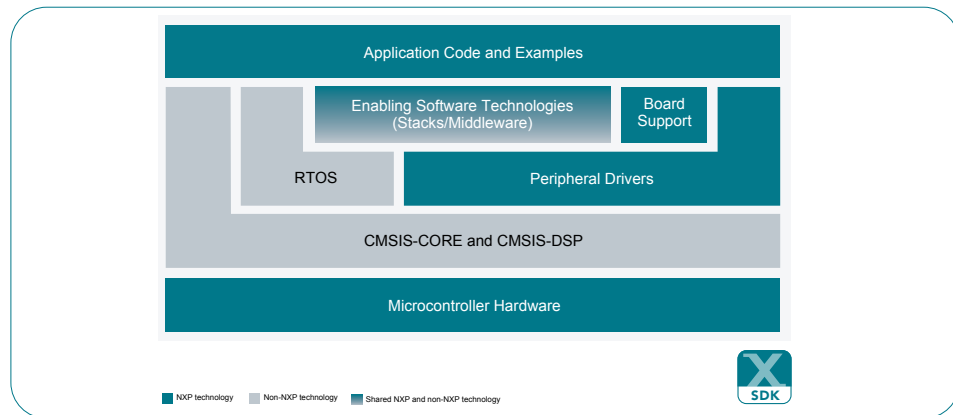 Application Code and Examples
Enabling Software Technologies
(Stacks/Middleware)
Board
Support
RTOS
Peripheral Drivers
CMSIS-CORE and CMSIS-DSP
Microcontroller Hardware
X
SDK
NXP technology
Non-NXP technology
Shared NXP and non-NXP technology